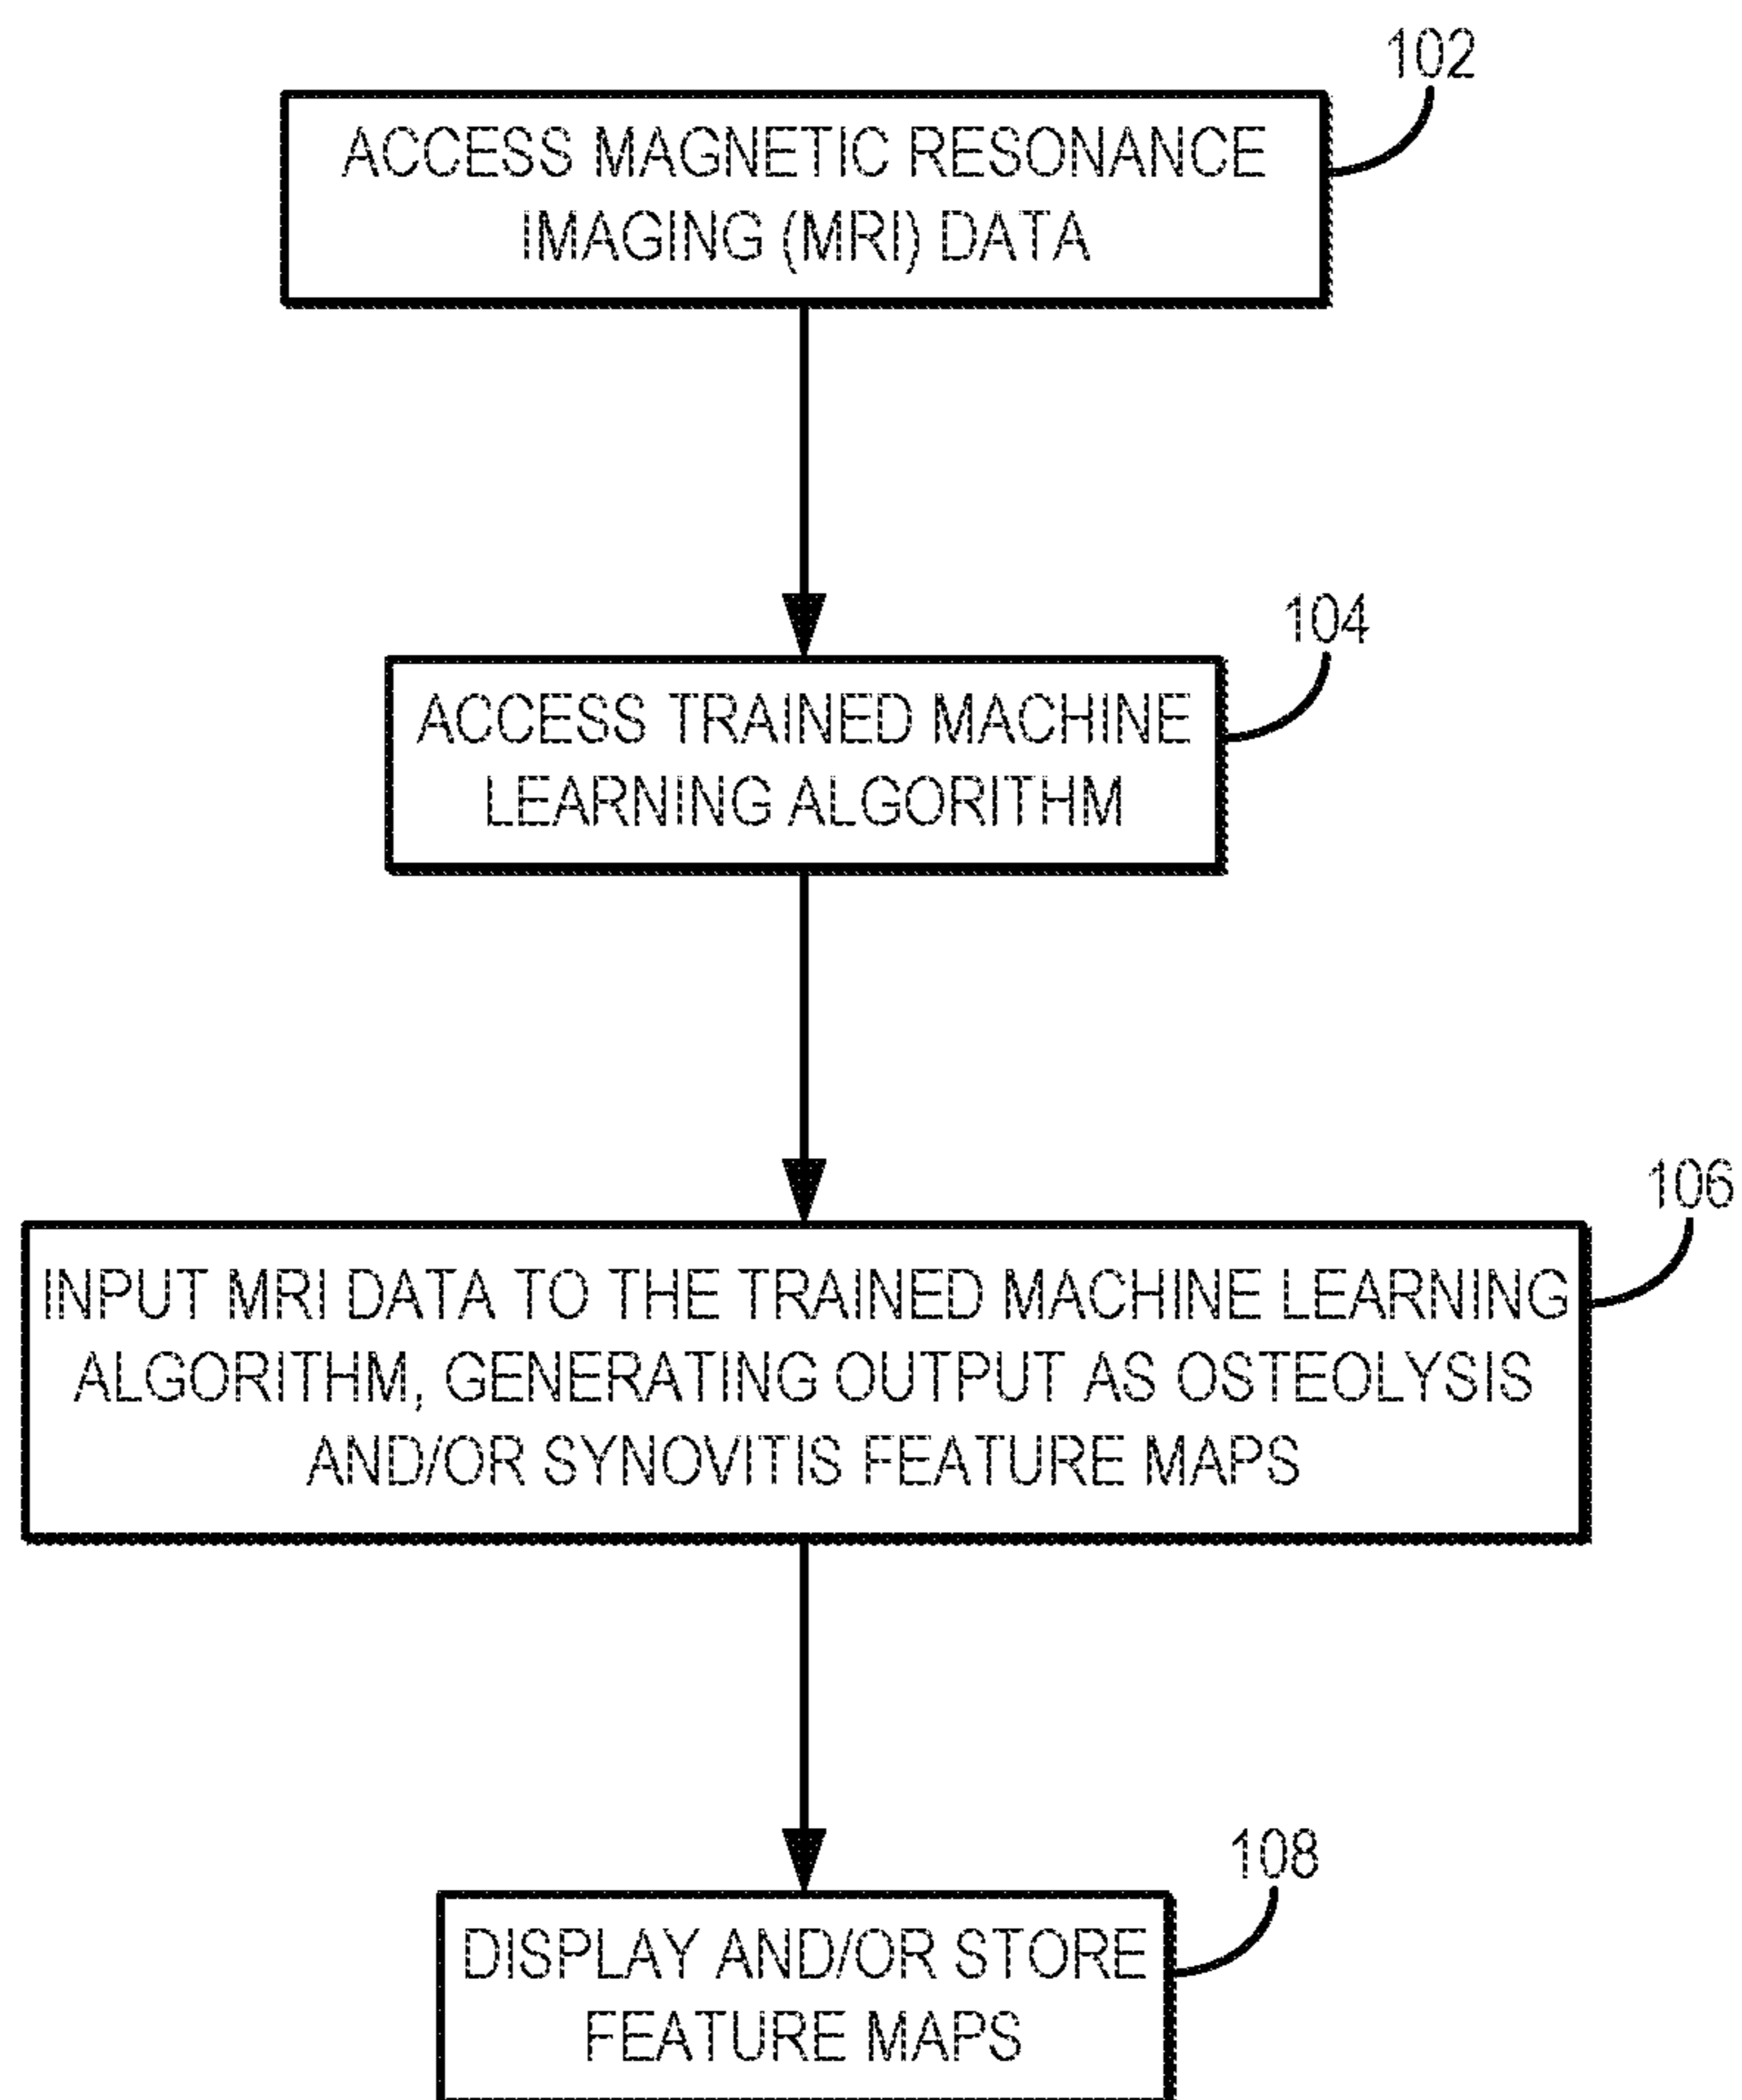 102
ACCESS MAGNETIC RESONANCE
IMAGING (MRI) DATA
104
ACCESS TRAINED MACHINE
LEARNING ALGORITHM
106
INPUT MRI DATA TO THE TRAINED MACHINE LEARNING
ALGORITHM, GENERATING OUTPUT AS OSTEOLYSIS
AND/OR SYNOVITIS FEATURE MAPS
108
DISPLAY AND/OR STORE
FEATURE MAPS